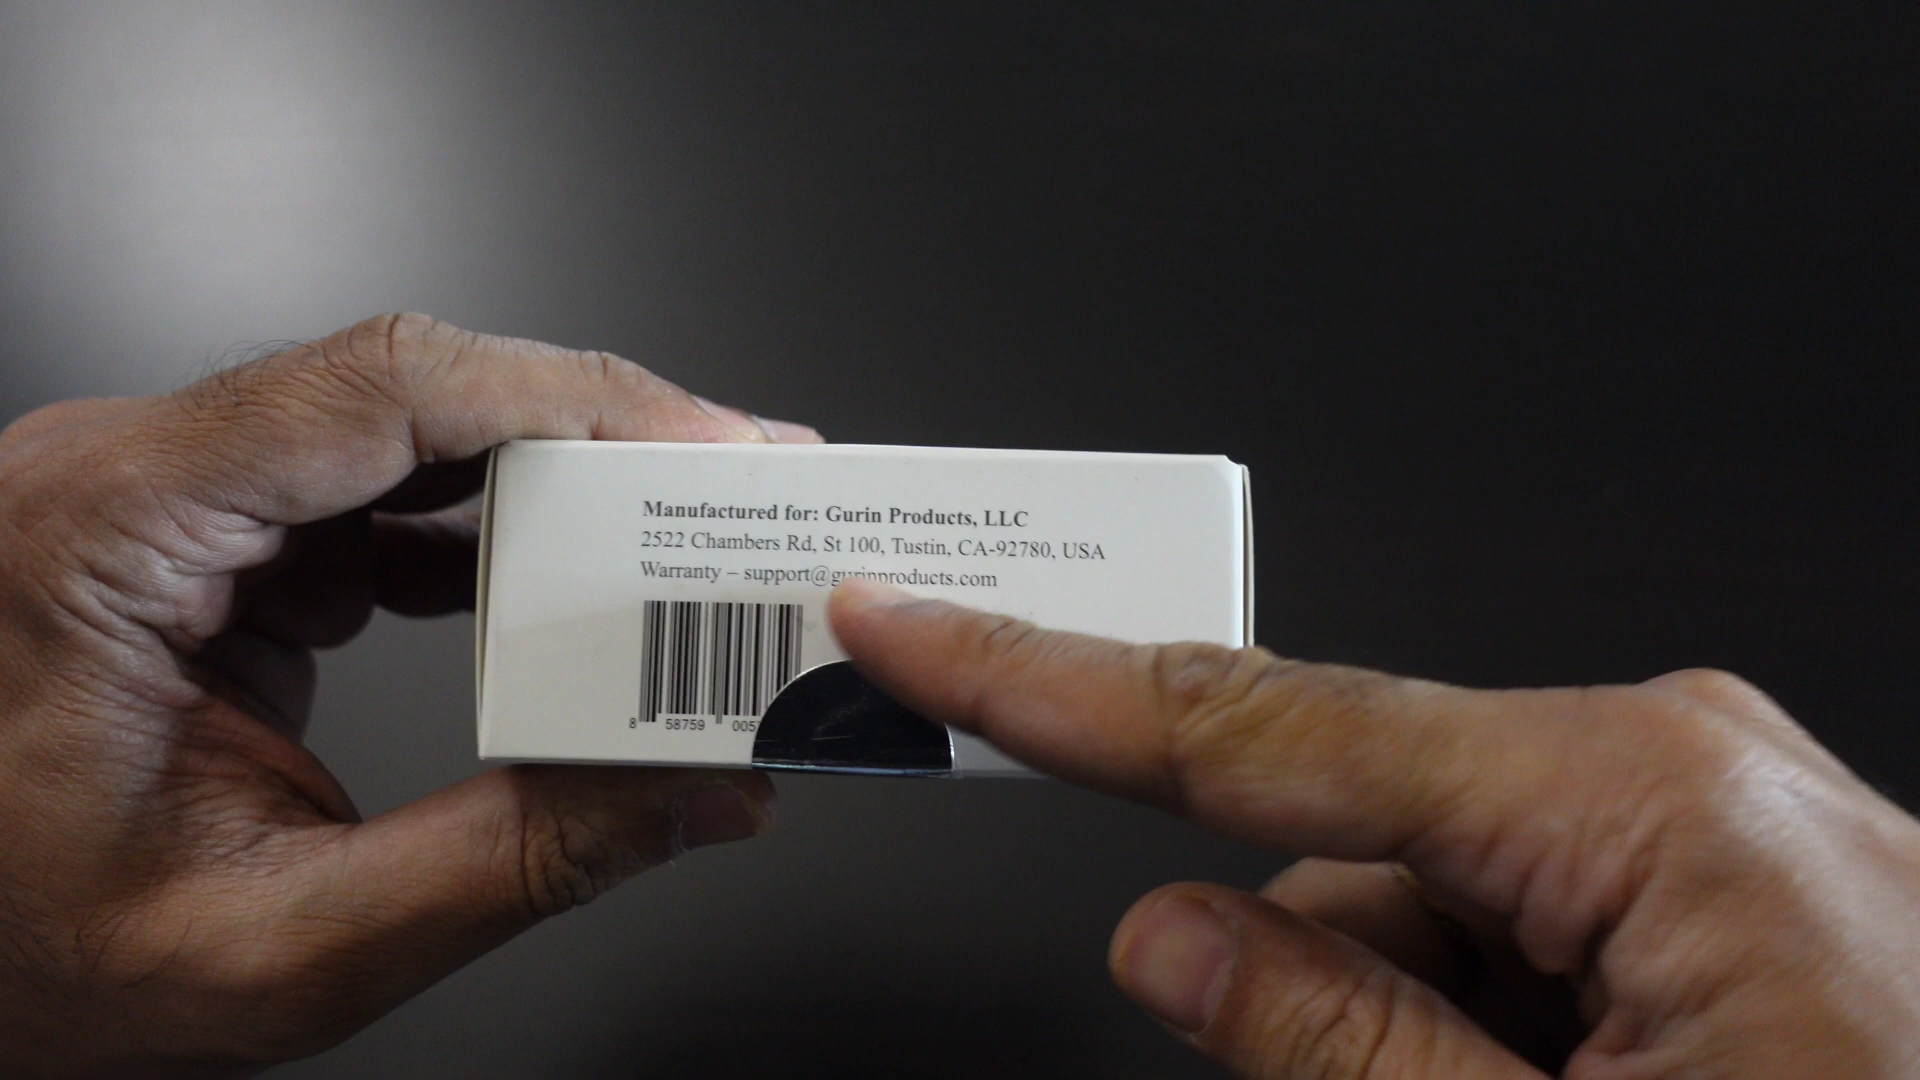 Manufactured for: Gurin Products, LLC
2522 Chambers Rd, St 100, Tustin, CA-92780, USA
Warranty – support@gurinproducts.com
8 58759 005